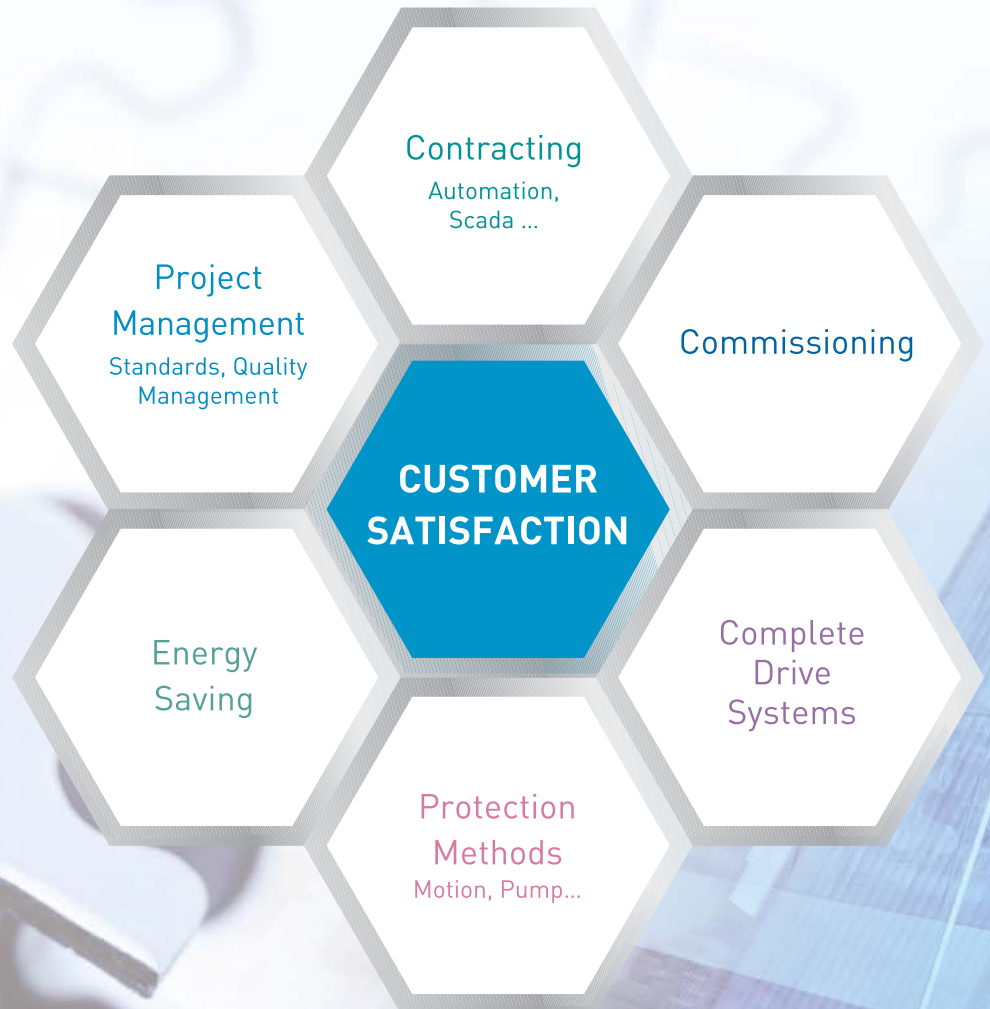 Contracting
Automation,
Scada ...
Project
Management
Standards, Quality
Management
Commissioning
CUSTOMER
SATISFACTION
Energy
Saving
Complete
Drive
Systems
Protection
Methods
Motion, Pump...